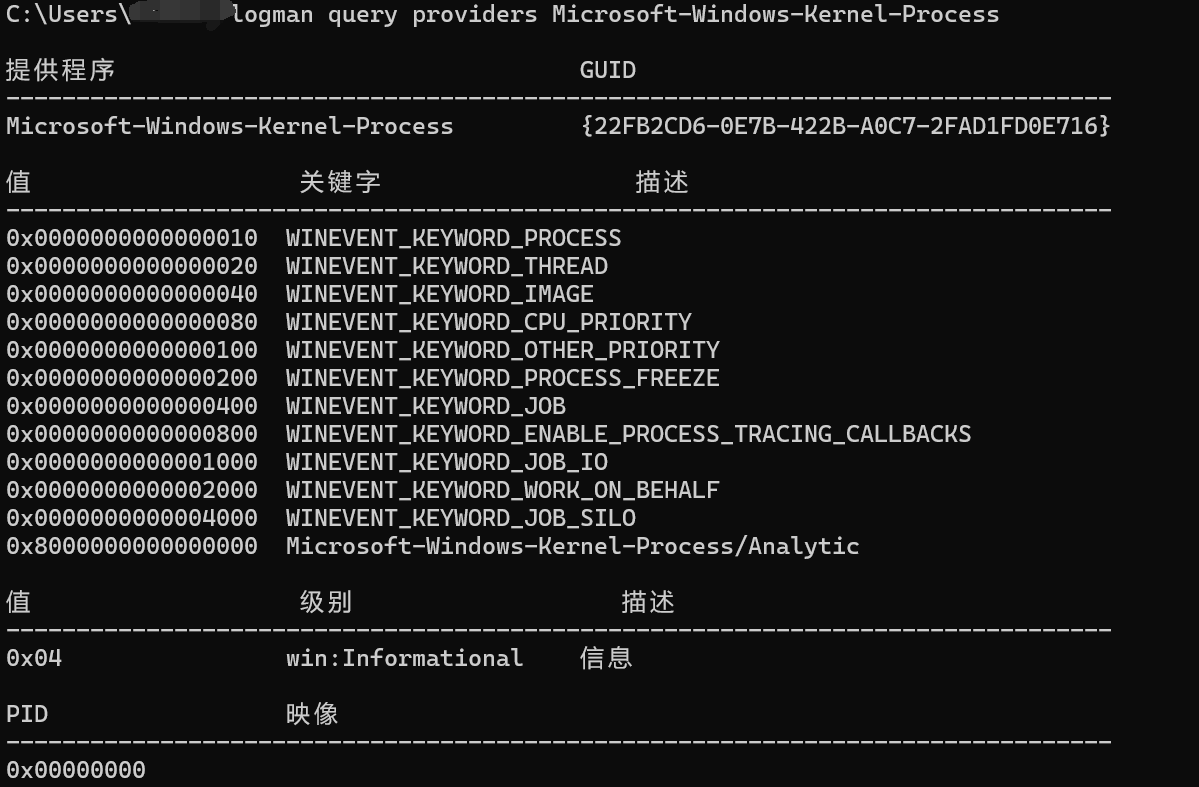 C:\Users\ logman query providers Microsoft-Windows-Kernel-Process
提供程序 GUID
-------------------------------------------------------------------------------
Microsoft-Windows-Kernel-Process {22FB2CD6-0E7B-422B-A0C7-2FAD1FD0E716}
值 关键字 描述
-------------------------------------------------------------------------------
0x0000000000000010 WINEVENT_KEYWORD_PROCESS
0x0000000000000020 WINEVENT_KEYWORD_THREAD
0x0000000000000040 WINEVENT_KEYWORD_IMAGE
0x0000000000000080 WINEVENT_KEYWORD_CPU_PRIORITY
0x0000000000000100 WINEVENT_KEYWORD_OTHER_PRIORITY
0x0000000000000200 WINEVENT_KEYWORD_PROCESS_FREEZE
0x0000000000000400 WINEVENT_KEYWORD_JOB
0x0000000000000800 WINEVENT_KEYWORD_ENABLE_PROCESS_TRACING_CALLBACKS
0x0000000000001000 WINEVENT_KEYWORD_JOB_IO
0x0000000000002000 WINEVENT_KEYWORD_WORK_ON_BEHALF
0x0000000000004000 WINEVENT_KEYWORD_JOB_SILO
0x8000000000000000 Microsoft-Windows-Kernel-Process/Analytic
值 级别 描述
-------------------------------------------------------------------------------
0x04 win:Informational 信息
PID 映像
-------------------------------------------------------------------------------
0x00000000